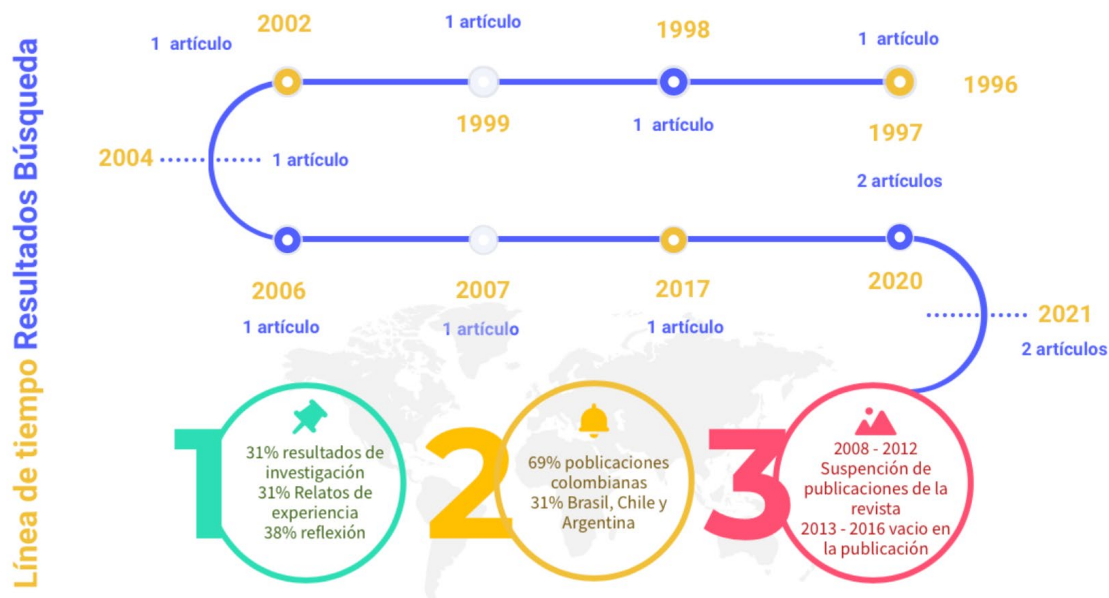 Línea de tiempo Resultados Búsqueda
1 artículo
2002
1 artículo
1999
1998
1 artículo
1 artículo
1996
1997
2004
1 artículo
2 artículos
2006
1 artículo
2007
1 artículo
2017
1 artículo
2020
2021
2 artículos
1
31% resultados de
investigación
31% Relatos de
experiencia
38% reflexión
2
69% poblicaciones
colombianas
31% Brasil, Chile y
Argentina
3
2008 - 2012
Suspención de
publicaciones de la
revista
2013 - 2016 vacio en
la publicación